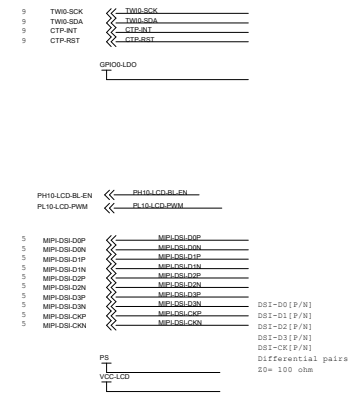 9 TWI0-SCK TWI0-SCK
9 TWI0-SDA TWI0-SDA
9 CTP-INT CTP-INT
9 CTP-RST CTP-RST
GPIO0-LDO
PH10-LCD-BL-EN PH10-LCD-BL-EN
PL10-LCD-PWM PL10-LCD-PWM
5 MIPI-DSI-D0P MIPI-DSI-D0P
5 MIPI-DSI-D0N MIPI-DSI-D0N
5 MIPI-DSI-D1P MIPI-DSI-D1P
5 MIPI-DSI-D1N MIPI-DSI-D1N
5 MIPI-DSI-D2P MIPI-DSI-D2P
5 MIPI-DSI-D2N MIPI-DSI-D2N
5 MIPI-DSI-D3P MIPI-DSI-D3P
5 MIPI-DSI-D3N MIPI-DSI-D3N
5 MIPI-DSI-CKP MIPI-DSI-CKP
5 MIPI-DSI-CKN MIPI-DSI-CKN
DSI-D0[P/N]
DSI-D1[P/N]
DSI-D2[P/N]
DSI-D3[P/N]
DSI-CK[P/N]
Differential pairs
Z0= 100 ohm
PS
VCC-LCD